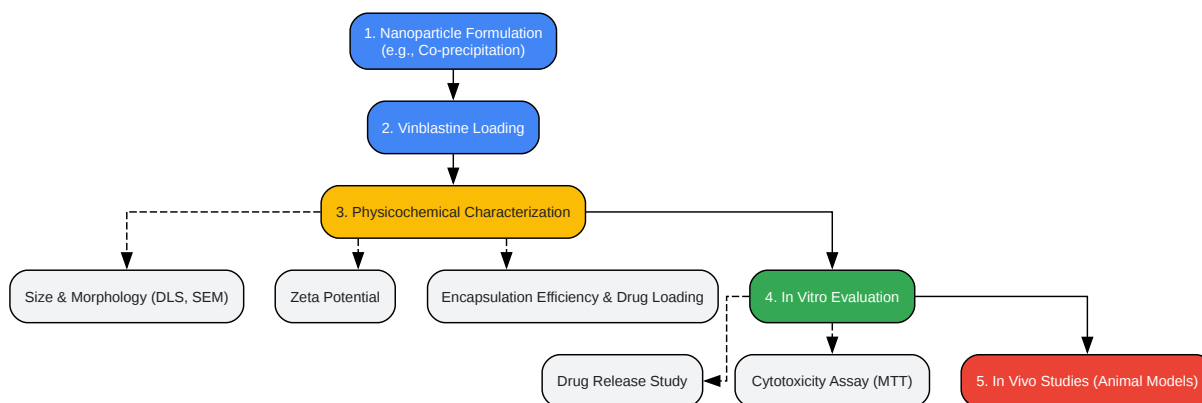 1. Nanoparticle Formulation
(e.g., Co-precipitation)
2. Vinblastine Loading
3. Physicochemical Characterization
Size & Morphology (DLS, SEM)
Zeta Potential
Encapsulation Efficiency & Drug Loading
4. In Vitro Evaluation
Drug Release Study
Cytotoxicity Assay (MTT)
5. In Vivo Studies (Animal Models)